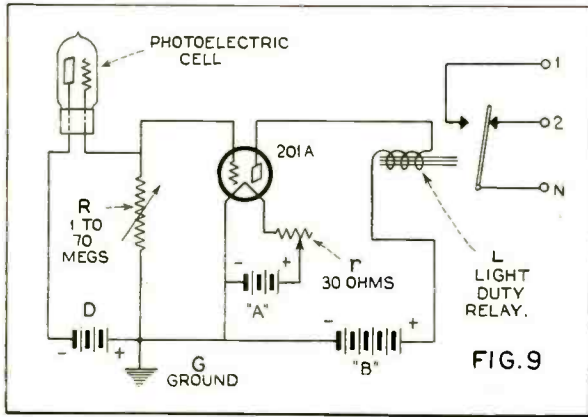 PHOTOELECTRIC
CELL
201A
1
2
N
R
1 TO
70
MEGS
r
30 OHMS
- "A" +
L
LIGHT
DUTY
RELAY.
D
- +
G
GROUND
- "B" +
FIG. 9